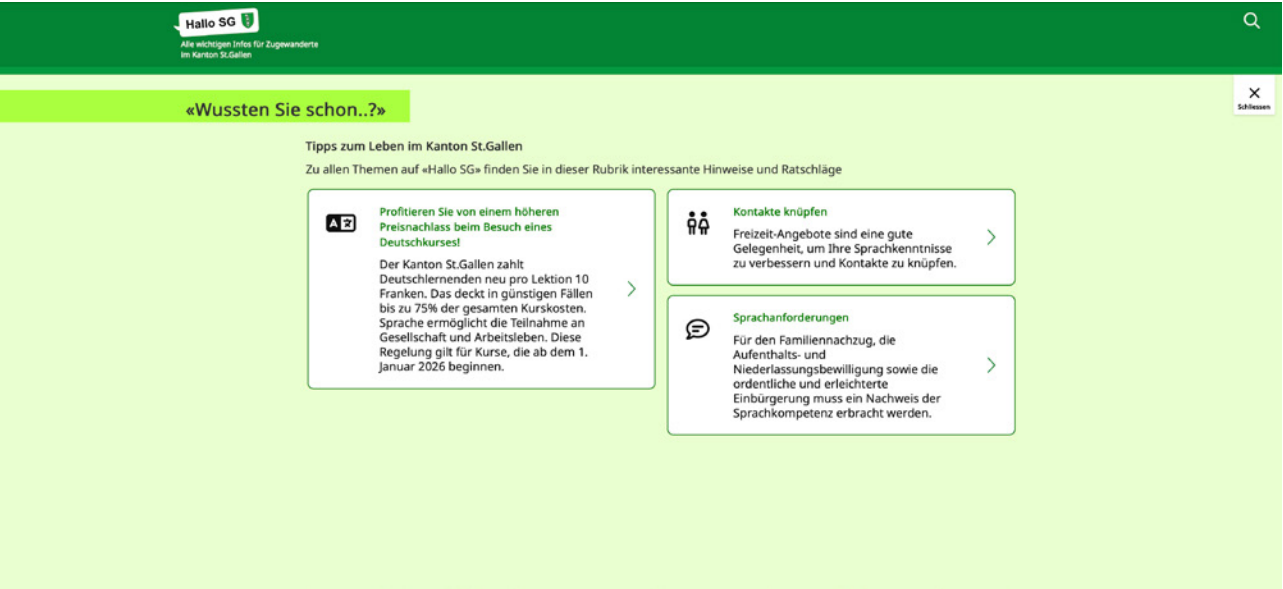 Hallo SG
Alle wichtigen Infos für Zugewanderte
im Kanton St.Gallen
Schliessen
«Wussten Sie schon..?»
Tipps zum Leben im Kanton St.Gallen
Zu allen Themen auf «Hallo SG» finden Sie in dieser Rubrik interessante Hinweise und Ratschläge
Profitieren Sie von einem höheren
Preisnachlass beim Besuch eines
Deutschkurses!
Der Kanton St.Gallen zahlt
Deutschlernenden neu pro Lektion 10
Franken. Das deckt in günstigen Fällen
bis zu 75% der gesamten Kurskosten.
Sprache ermöglicht die Teilnahme an
Gesellschaft und Arbeitsleben. Diese
Regelung gilt für Kurse, die ab dem 1.
Januar 2026 beginnen.
Kontakte knüpfen
Freizeit-Angebote sind eine gute
Gelegenheit, um Ihre Sprachkenntnisse
zu verbessern und Kontakte zu knüpfen.
Sprachanforderungen
Für den Familiennachzug, die
Aufenthalts- und
Niederlassungsbewilligung sowie die
ordentliche und erleichterte
Einbürgerung muss ein Nachweis der
Sprachkompetenz erbracht werden.